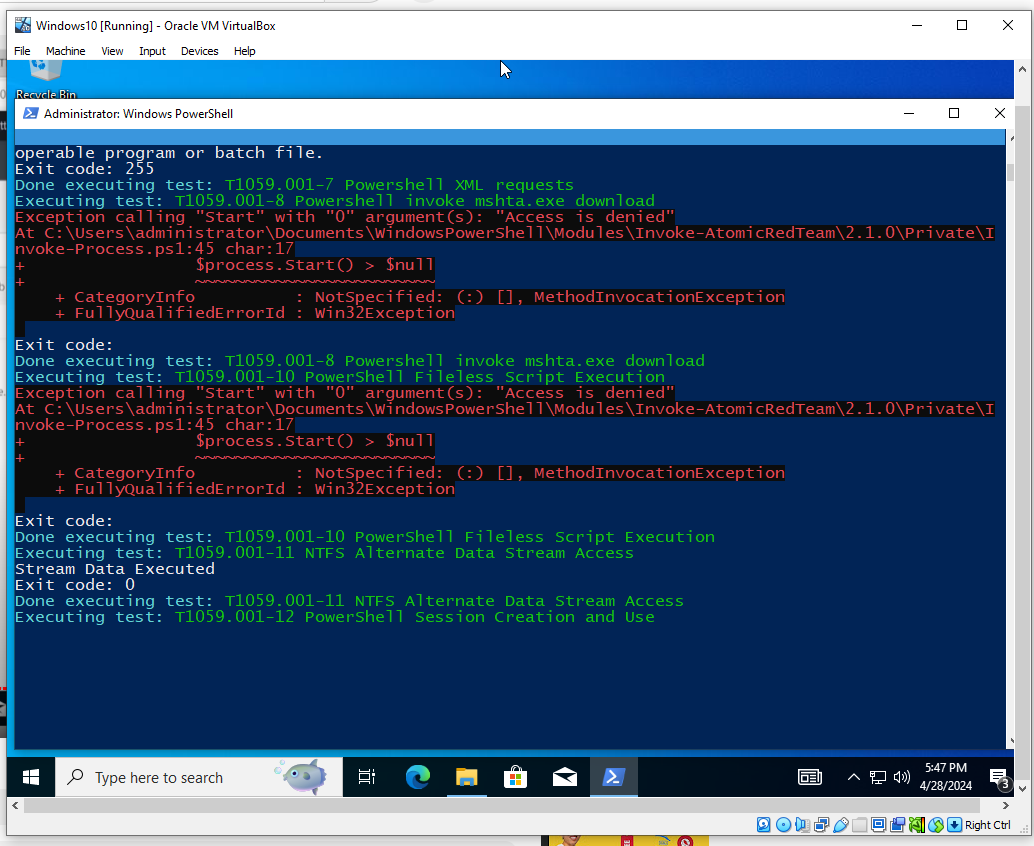 Windows10 [Running] - Oracle VM VirtualBox
File Machine View Input Devices Help
Recycle Bin
Administrator: Windows PowerShell
operable program or batch file.
Exit code: 255
Done executing test: T1059.001-7 Powershell XML requests
Executing test: T1059.001-8 Powershell invoke mshta.exe download
Exception calling "Start" with "0" argument(s): "Access is denied"
At C:\Users\administrator\Documents\WindowsPowerShell\Modules\Invoke-AtomicRedTeam\2.1.0\Private\I
nvoke-Process.ps1:45 char:17
+ $process.Start() > $null
+ ~~~~~~~~~~~~~~~~~~~~~~~~
+ CategoryInfo : NotSpecified: (:) [], MethodInvocationException
+ FullyQualifiedErrorId : Win32Exception
Exit code:
Done executing test: T1059.001-8 Powershell invoke mshta.exe download
Executing test: T1059.001-10 PowerShell Fileless Script Execution
Exception calling "Start" with "0" argument(s): "Access is denied"
At C:\Users\administrator\Documents\WindowsPowerShell\Modules\Invoke-AtomicRedTeam\2.1.0\Private\I
nvoke-Process.ps1:45 char:17
+ $process.Start() > $null
+ ~~~~~~~~~~~~~~~~~~~~~~~~
+ CategoryInfo : NotSpecified: (:) [], MethodInvocationException
+ FullyQualifiedErrorId : Win32Exception
Exit code:
Done executing test: T1059.001-10 PowerShell Fileless Script Execution
Executing test: T1059.001-11 NTFS Alternate Data Stream Access
Stream Data Executed
Exit code: 0
Done executing test: T1059.001-11 NTFS Alternate Data Stream Access
Executing test: T1059.001-12 PowerShell Session Creation and Use
Type here to search
5:47 PM
4/28/2024
3
Right Ctrl